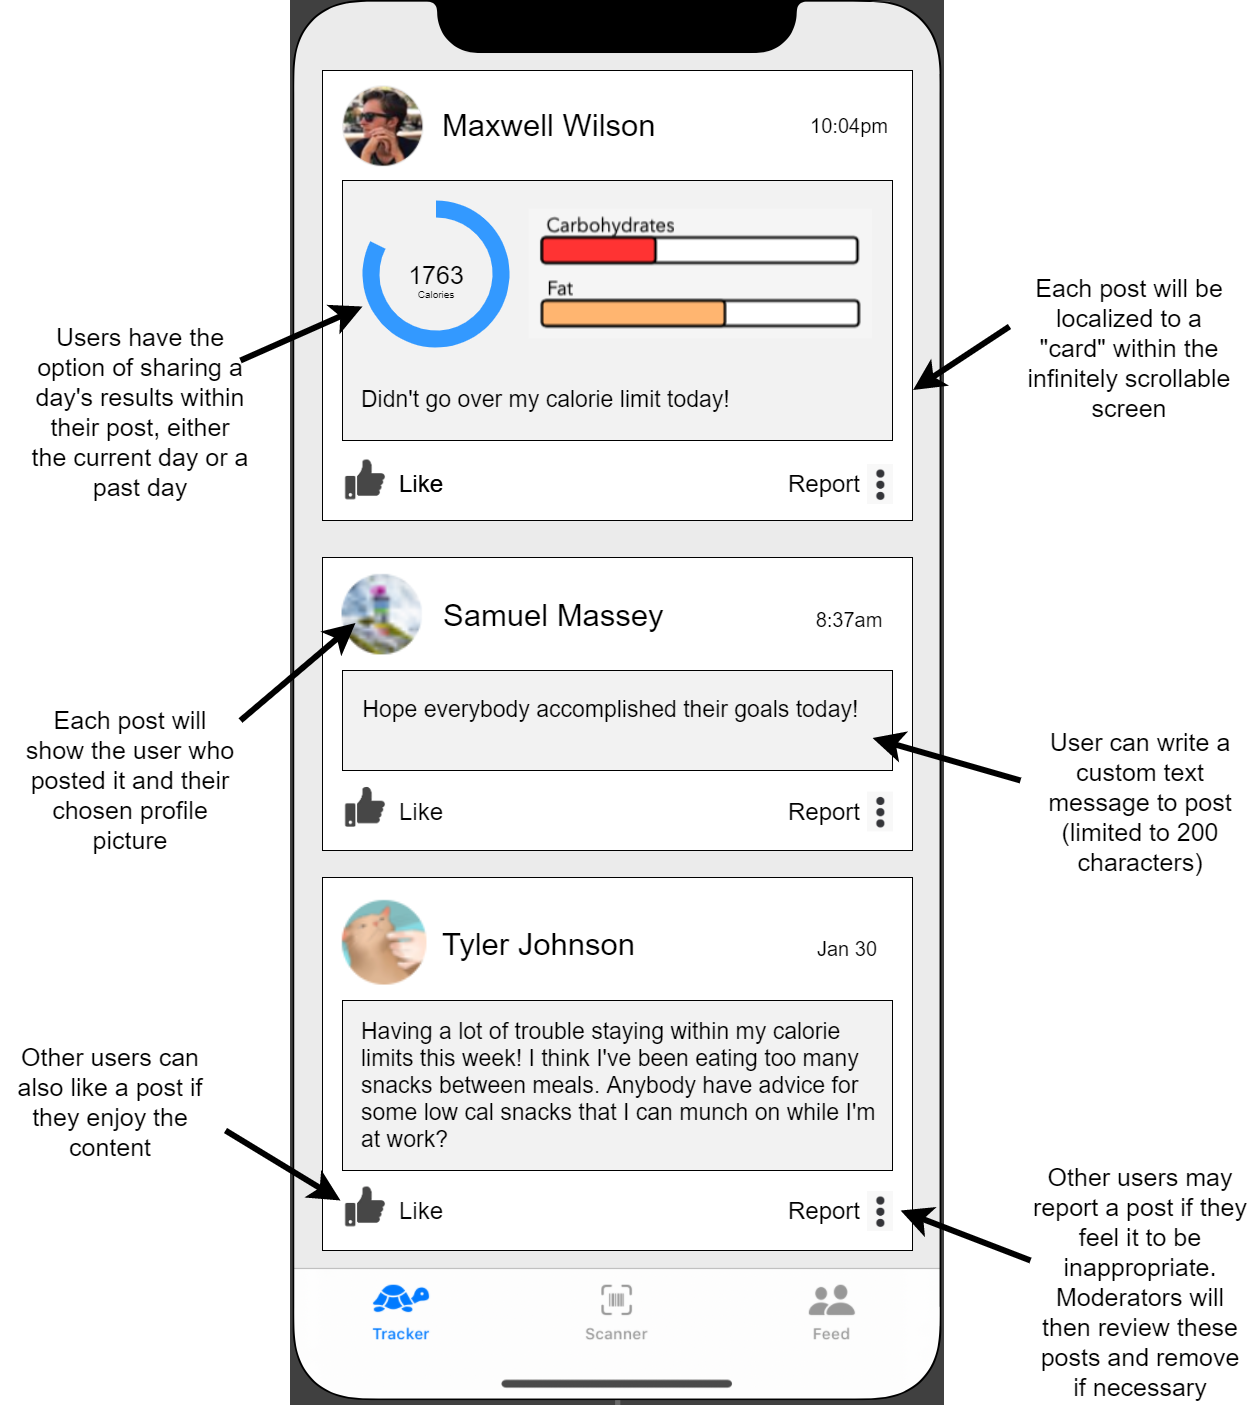 Maxwell Wilson
10:04pm
1763
Calories
Carbohydrates
Fat
Didn't go over my calorie limit today!
Like
Report
Users have the
option of sharing a
day's results within
their post, either
the current day or a
past day
Each post will be
localized to a
"card" within the
infinitely scrollable
screen
Samuel Massey
8:37am
Hope everybody accomplished their goals today!
Like
Report
Each post will
show the user who
posted it and their
chosen profile
picture
User can write a
custom text
message to post
(limited to 200
characters)
Tyler Johnson
Jan 30
Having a lot of trouble staying within my calorie
limits this week! I think I've been eating too many
snacks between meals. Anybody have advice for
some low cal snacks that I can munch on while I'm
at work?
Like
Report
Other users can
also like a post if
they enjoy the
content
Other users may
report a post if they
feel it to be
inappropriate.
Moderators will
then review these
posts and remove
if necessary
Tracker
Scanner
Feed